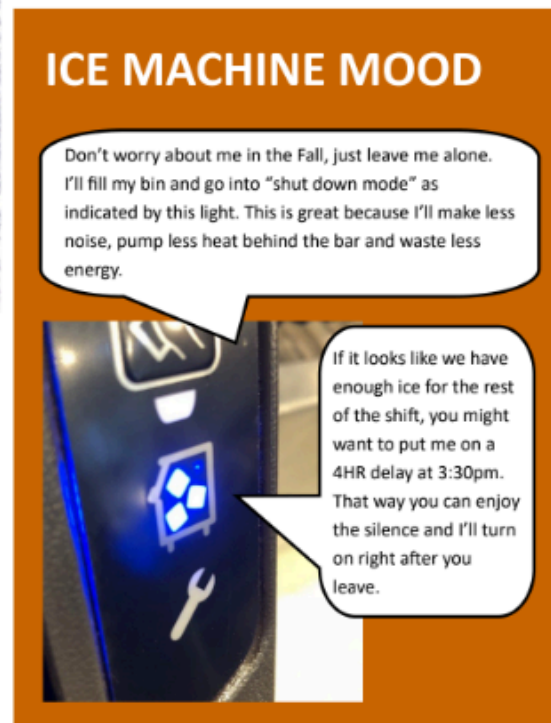 ICE MACHINE MOOD
Don’t worry about me in the Fall, just leave me alone.
I’ll fill my bin and go into “shut down mode” as
indicated by this light. This is great because I’ll make less
noise, pump less heat behind the bar and waste less
energy.
If it looks like we have
enough ice for the rest
of the shift, you might
want to put me on a
4HR delay at 3:30pm.
That way you can enjoy
the silence and I’ll turn
on right after you
leave.